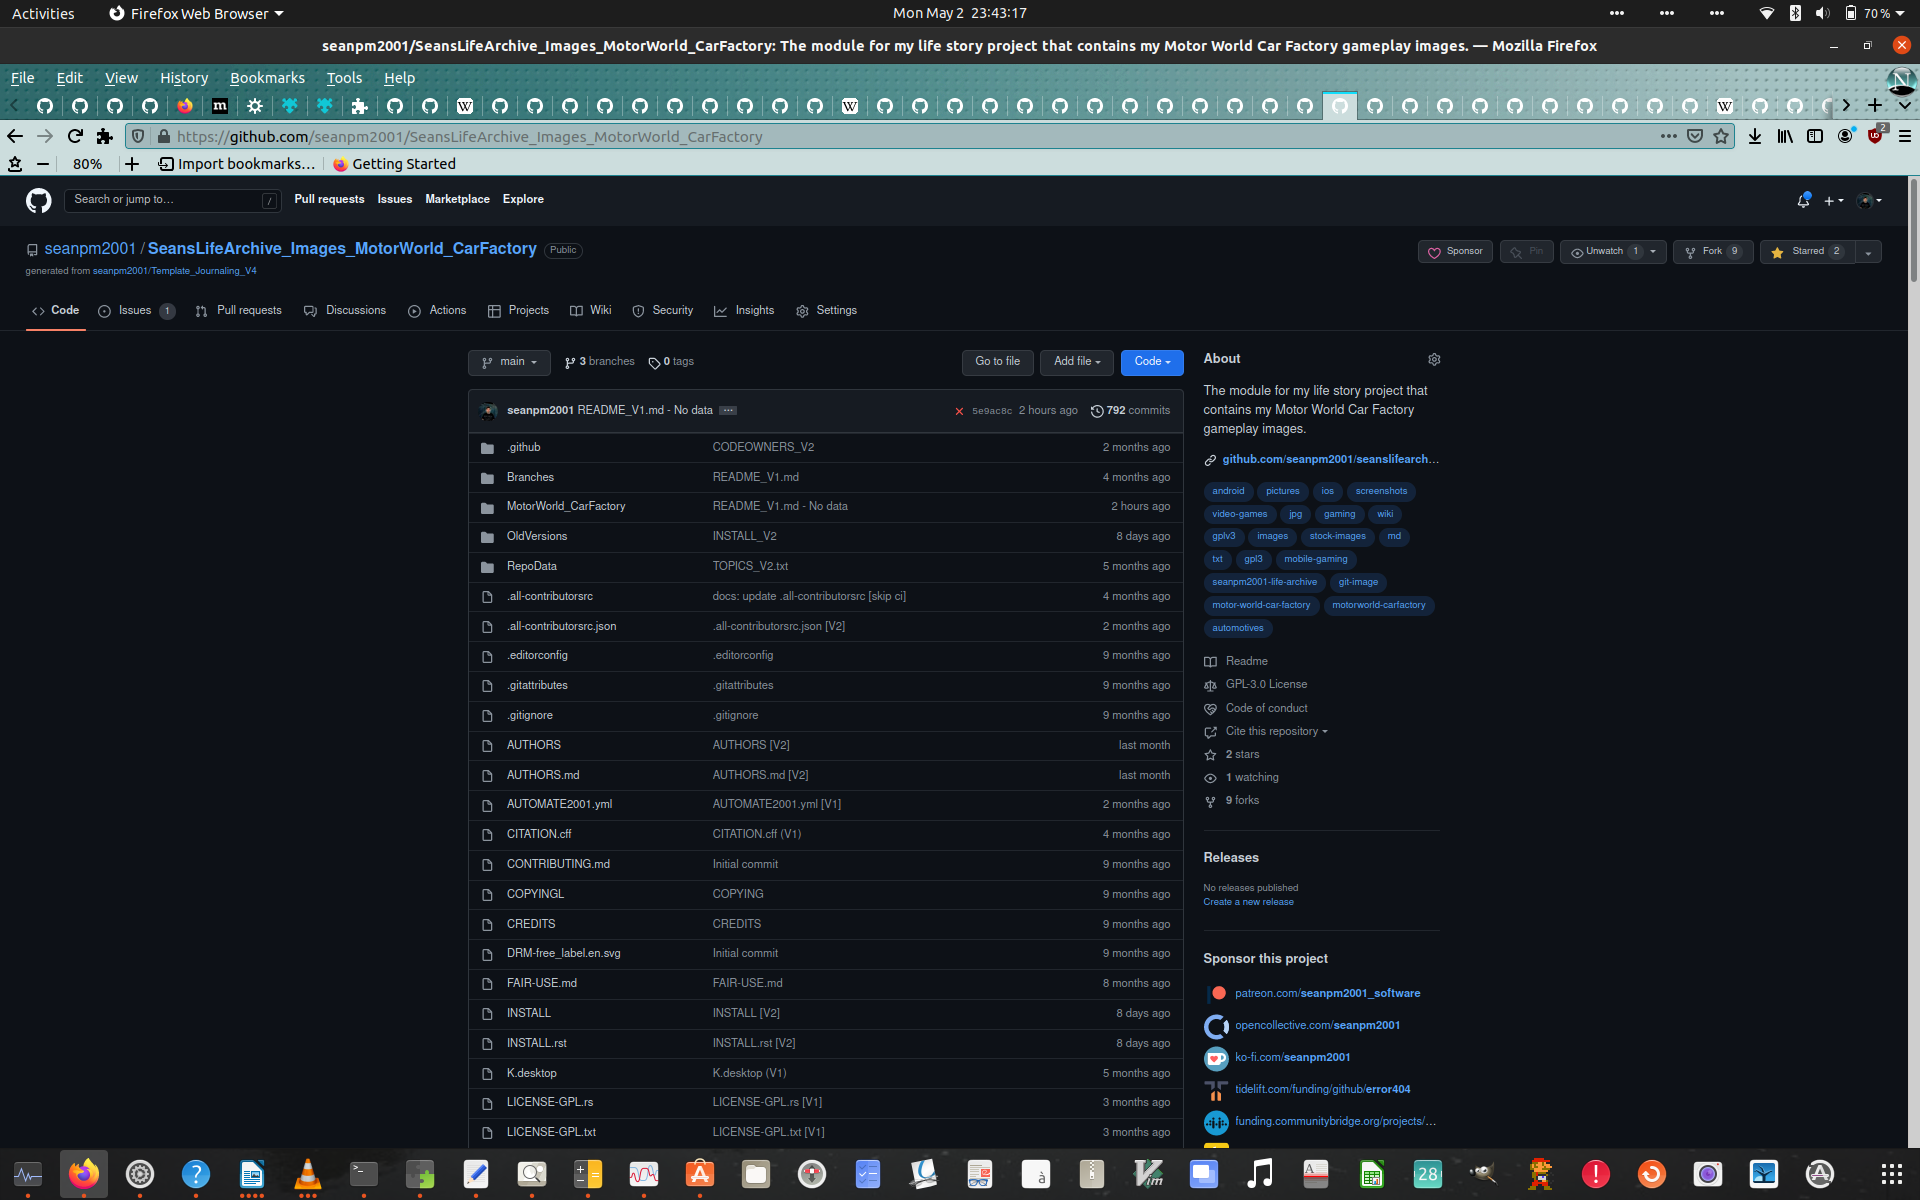 Activities Firefox Web Browser Mon May 2 23:43:17 70 %
seanpm2001/SeansLifeArchive_Images_MotorWorld_CarFactory: The module for my life story project that contains my Motor World Car Factory gameplay images. — Mozilla Firefox
File Edit View History Bookmarks Tools Help
https://github.com/seanpm2001/SeansLifeArchive_Images_MotorWorld_CarFactory 2
80% Import bookmarks… Getting Started
Search or jump to… / Pull requests Issues Marketplace Explore
seanpm2001 / SeansLifeArchive_Images_MotorWorld_CarFactory Public
Sponsor Pin Unwatch 1 Fork 9 Starred 2
generated from seanpm2001/Template_Journaling_V4
Code Issues 1 Pull requests Discussions Actions Projects Wiki Security Insights Settings
main 3 branches 0 tags Go to file Add file Code
seanpm2001 README_V1.md - No data ··· 5e9ac8c 2 hours ago 792 commits
.github CODEOWNERS_V2 2 months ago
Branches README_V1.md 4 months ago
MotorWorld_CarFactory README_V1.md - No data 2 hours ago
OldVersions INSTALL_V2 8 days ago
RepoData TOPICS_V2.txt 5 months ago
.all-contributorsrc docs: update .all-contributorsrc [skip ci] 4 months ago
.all-contributorsrc.json .all-contributorsrc.json [V2] 2 months ago
.editorconfig .editorconfig 9 months ago
.gitattributes .gitattributes 9 months ago
.gitignore .gitignore 9 months ago
AUTHORS AUTHORS [V2] last month
AUTHORS.md AUTHORS.md [V2] last month
AUTOMATE2001.yml AUTOMATE2001.yml [V1] 2 months ago
CITATION.cff CITATION.cff (V1) 4 months ago
CONTRIBUTING.md Initial commit 9 months ago
COPYINGL COPYING 9 months ago
CREDITS CREDITS 9 months ago
DRM-free_label.en.svg Initial commit 9 months ago
FAIR-USE.md FAIR-USE.md 8 months ago
INSTALL INSTALL [V2] 8 days ago
INSTALL.rst INSTALL.rst [V2] 8 days ago
K.desktop K.desktop (V1) 5 months ago
LICENSE-GPL.rs LICENSE-GPL.rs [V1] 3 months ago
LICENSE-GPL.txt LICENSE-GPL.txt [V1] 3 months ago
About
The module for my life story project that
contains my Motor World Car Factory
gameplay images.
github.com/seanpm2001/seanslifearch…
android pictures ios screenshots
video-games jpg gaming wiki
gplv3 images stock-images md
txt gpl3 mobile-gaming
seanpm2001-life-archive git-image
motor-world-car-factory motorworld-carfactory
automotives
Readme
GPL-3.0 License
Code of conduct
Cite this repository
2 stars
1 watching
9 forks
Releases
No releases published
Create a new release
Sponsor this project
patreon.com/seanpm2001_software
opencollective.com/seanpm2001
ko-fi.com/seanpm2001
tidelift.com/funding/github/error404
funding.communitybridge.org/projects/…
28